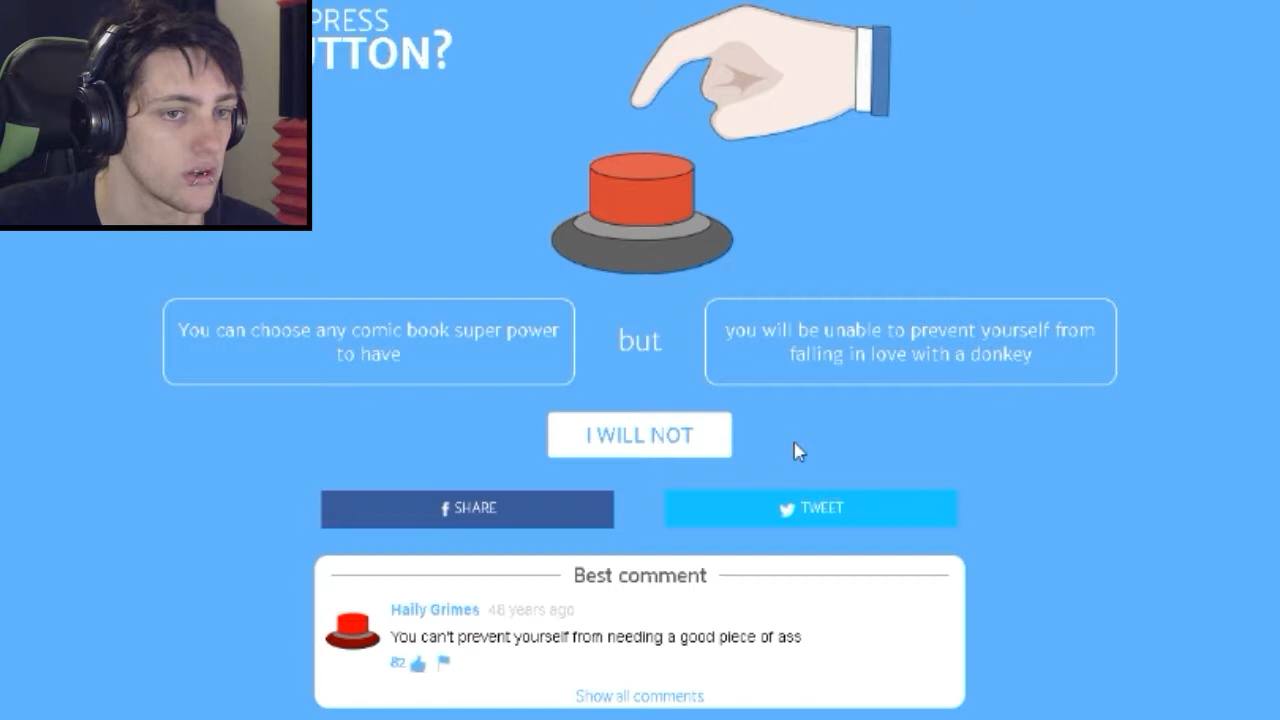 PRESS
UTTON?
You can choose any comic book super power
to have
but
you will be unable to prevent yourself from
falling in love with a donkey
I WILL NOT
f SHARE
TWEET
Best comment
Haily Grimes 48 years ago
You can't prevent yourself from needing a good piece of ass
82
Show all comments